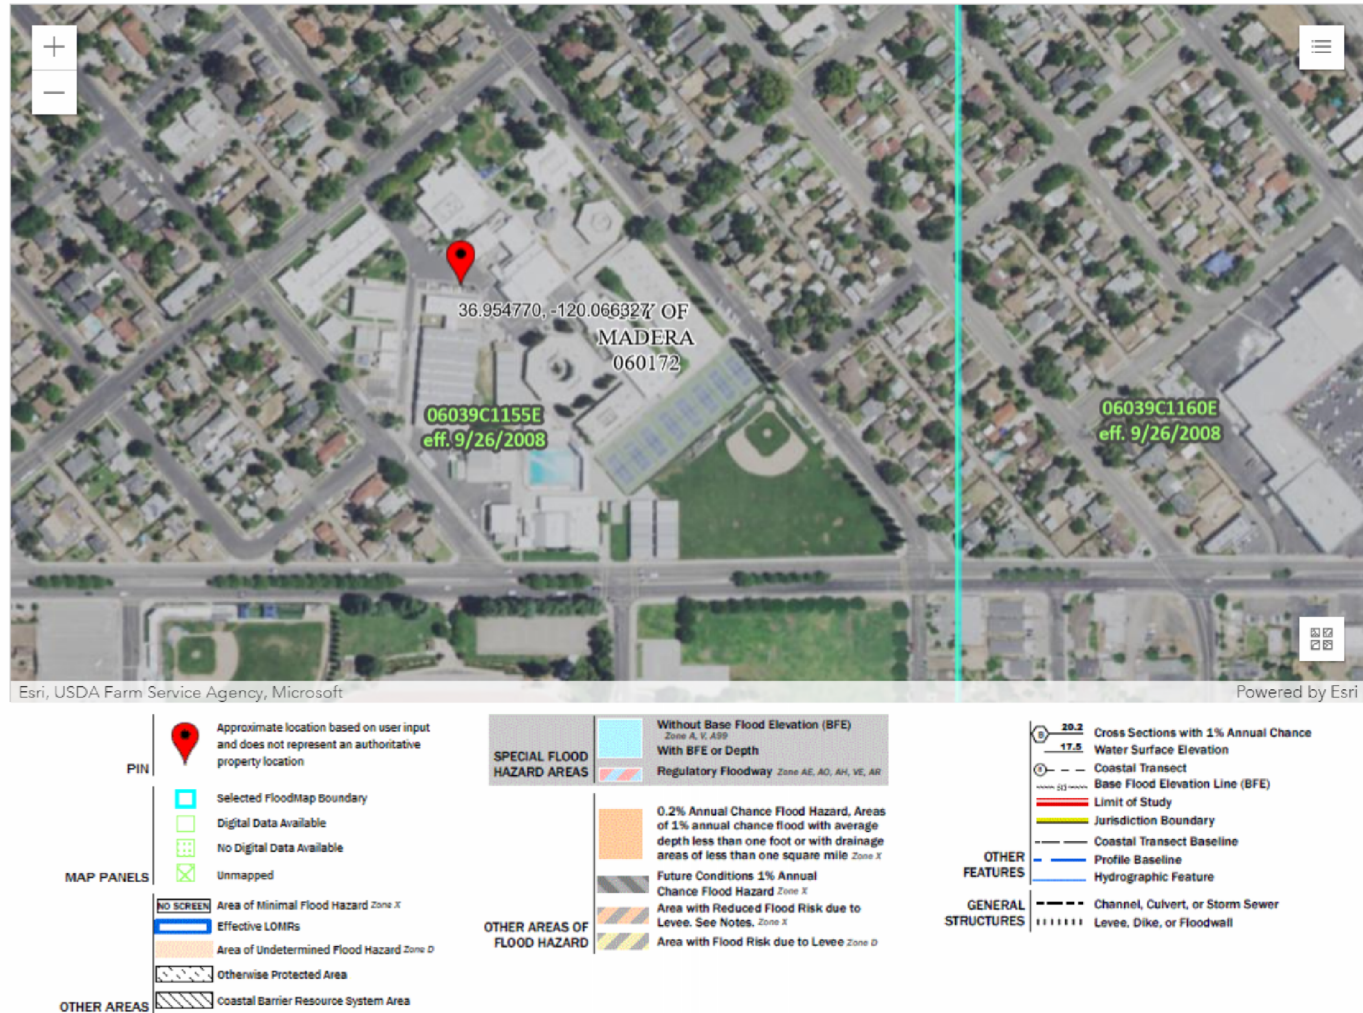 36.954770, -120.066327
Y OF
MADERA
060172
06039C1155E
eff. 9/26/2008
06039C1160E
eff. 9/26/2008
Esri, USDA Farm Service Agency, Microsoft
Powered by Esri
PIN
Approximate location based on user input
and does not represent an authoritative
property location
MAP PANELS
Selected FloodMap Boundary
Digital Data Available
No Digital Data Available
Unmapped
OTHER AREAS
NO SCREEN Area of Minimal Flood Hazard Zone X
Effective LOMRs
Area of Undetermined Flood Hazard Zone D
Otherwise Protected Area
Coastal Barrier Resource System Area
SPECIAL FLOOD
HAZARD AREAS
Without Base Flood Elevation (BFE)
Zone A, V, A99
With BFE or Depth
Regulatory Floodway Zone AE, AO, AH, VE, AR
OTHER AREAS OF
FLOOD HAZARD
0.2% Annual Chance Flood Hazard, Areas
of 1% annual chance flood with average
depth less than one foot or with drainage
areas of less than one square mile Zone X
Future Conditions 1% Annual
Chance Flood Hazard Zone X
Area with Reduced Flood Risk due to
Levee. See Notes. Zone X
Area with Flood Risk due to Levee Zone D
OTHER
FEATURES
B 20.2 Cross Sections with 1% Annual Chance
17.5 Water Surface Elevation
8 Coastal Transect
513 Base Flood Elevation Line (BFE)
Limit of Study
Jurisdiction Boundary
Coastal Transect Baseline
Profile Baseline
Hydrographic Feature
GENERAL
STRUCTURES
Channel, Culvert, or Storm Sewer
Levee, Dike, or Floodwall